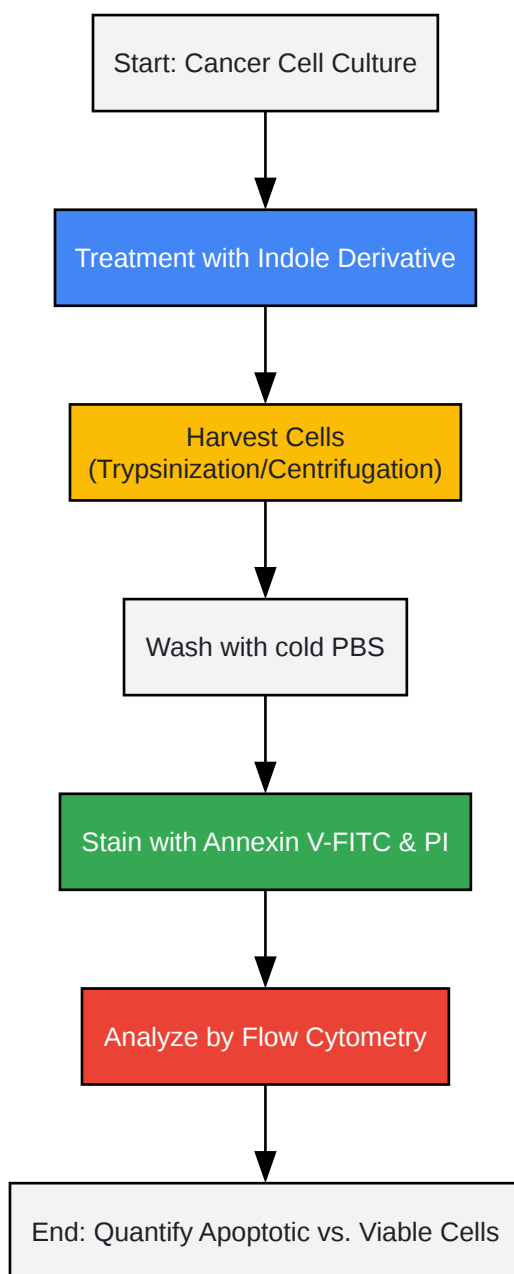 Start: Cancer Cell Culture
Treatment with Indole Derivative
Harvest Cells
(Trypsinization/Centrifugation)
Wash with cold PBS
Stain with Annexin V-FITC & PI
Analyze by Flow Cytometry
End: Quantify Apoptotic vs. Viable Cells